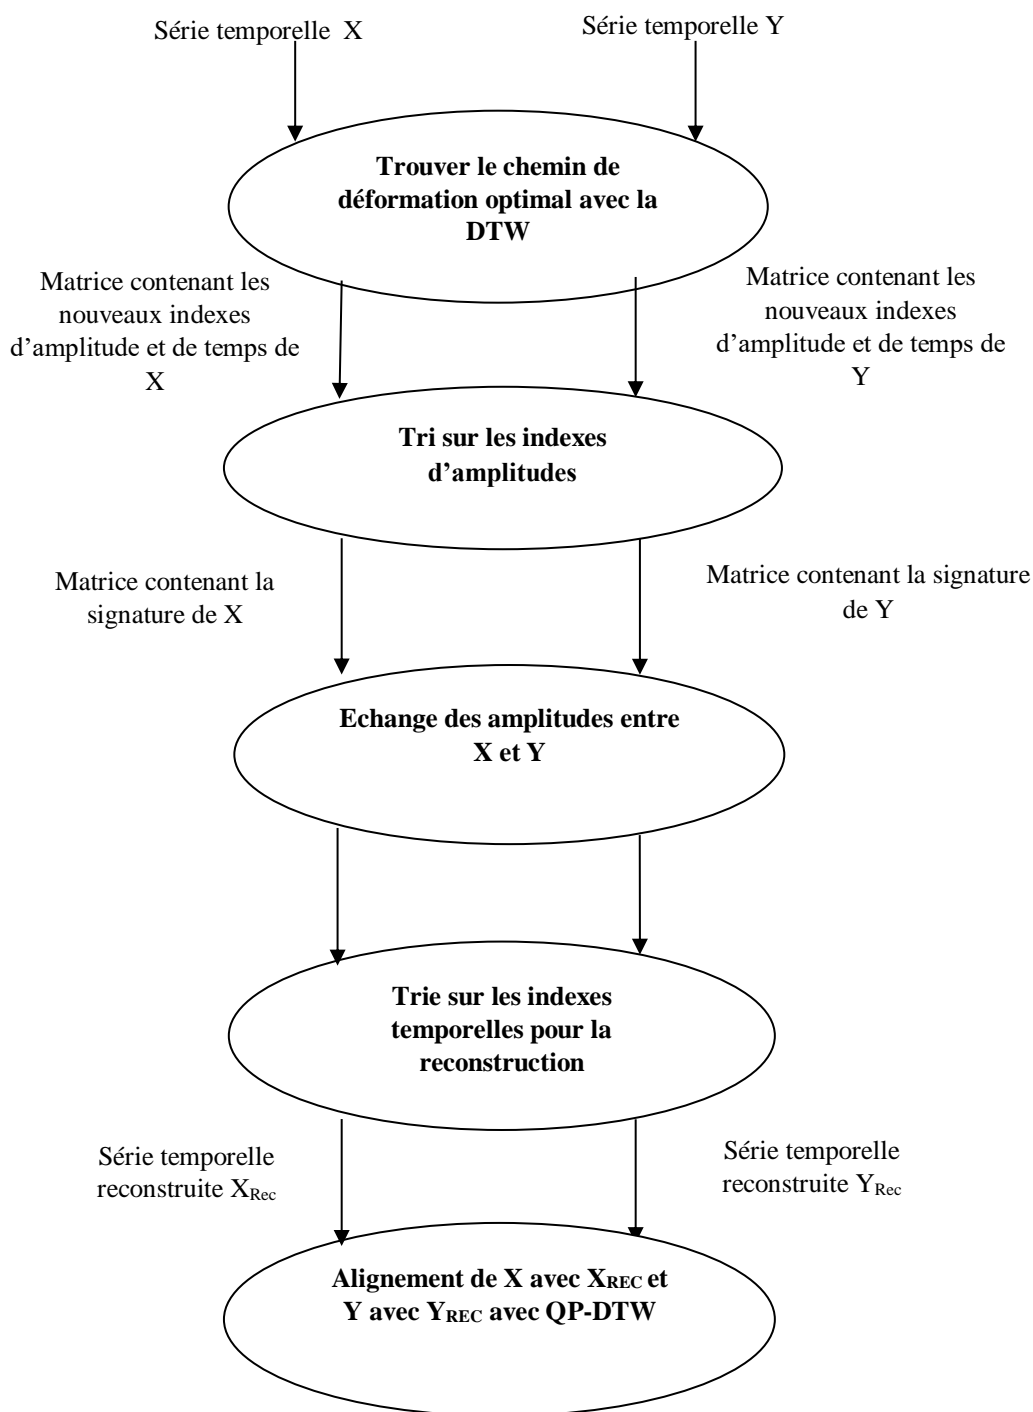 Série temporelle X
Série temporelle Y
Trouver le chemin de
déformation optimal avec la
DTW
Matrice contenant les
nouveaux indexes
d’amplitude et de temps de
X
Matrice contenant les
nouveaux indexes
d’amplitude et de temps de
Y
Tri sur les indexes
d’amplitudes
Matrice contenant la
signature de X
Matrice contenant la signature
de Y
Echange des amplitudes entre
X et Y
Trie sur les indexes
temporelles pour la
reconstruction
Série temporelle
reconstruite XRec
Série temporelle
reconstruite YRec
Alignement de X avec XREC et
Y avec YREC avec QP-DTW